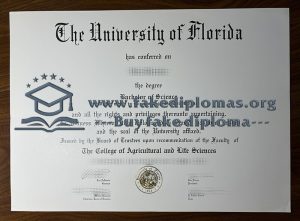 The University of Florida
has conferred on
the degree
Bachelor of Science
www.fakediplomas.org
and all the rights and privileges thereunto appertaining.
Buyfakediploma---
and the seal of the University affixed.
Issued by the Board of Trustees upon recommendation of the Faculty of
The College of Agricultural and Life Sciences